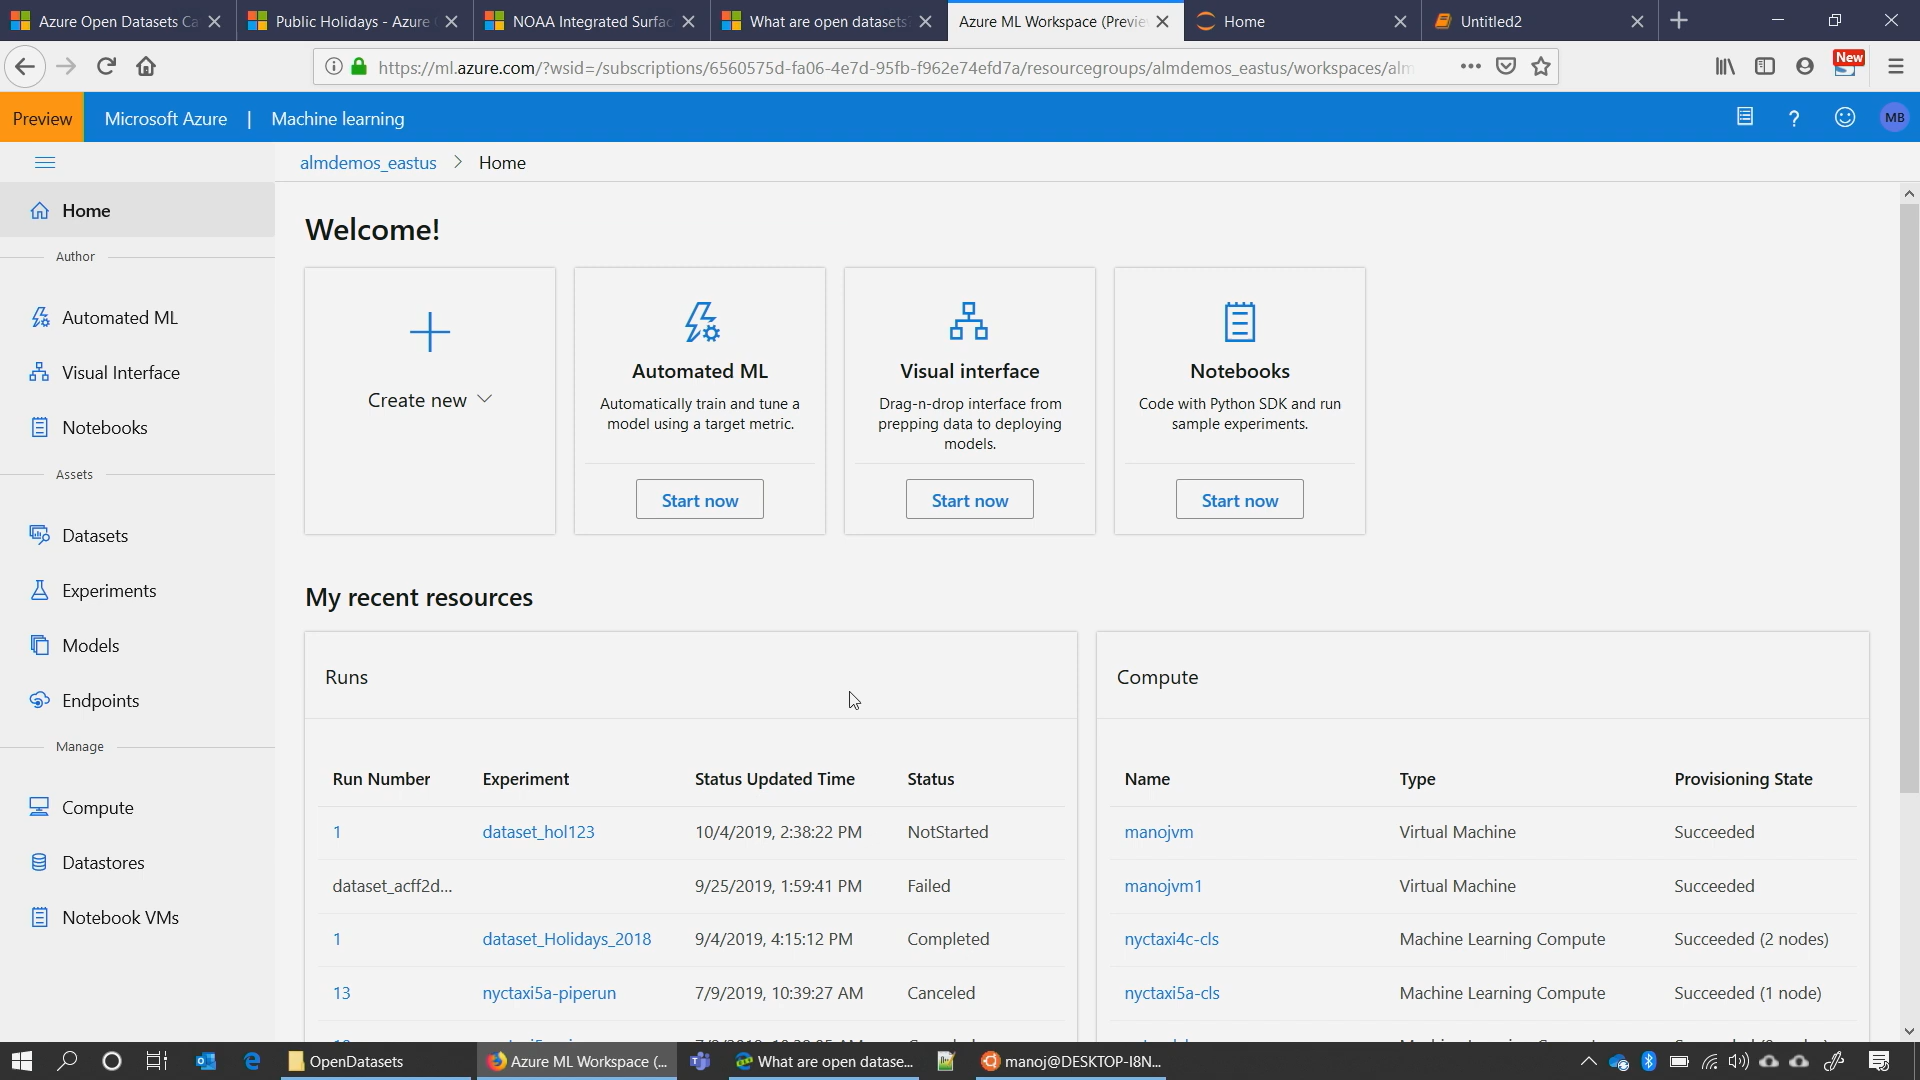 Azure Open Datasets Ca
Public Holidays - Azure
NOAA Integrated Surfac
What are open datasets
Azure ML Workspace (Previe
Home
Untitled2
https://ml.azure.com/?wsid=/subscriptions/6560575d-fa06-4e7d-95fb-f962e74efd7a/resourcegroups/almdemos_eastus/workspaces/alm
New
Preview
Microsoft Azure | Machine learning
?
MB
almdemos_eastus > Home
Home
Author
Automated ML
Visual Interface
Notebooks
Assets
Datasets
Experiments
Models
Endpoints
Manage
Compute
Datastores
Notebook VMs
Welcome!
Create new
Automated ML
Automatically train and tune a
model using a target metric.
Start now
Visual interface
Drag-n-drop interface from
prepping data to deploying
models.
Start now
Notebooks
Code with Python SDK and run
sample experiments.
Start now
My recent resources
Runs
Run Number Experiment Status Updated Time Status
1 dataset_hol123 10/4/2019, 2:38:22 PM NotStarted
dataset_acff2d... 9/25/2019, 1:59:41 PM Failed
1 dataset_Holidays_2018 9/4/2019, 4:15:12 PM Completed
13 nyctaxi5a-piperun 7/9/2019, 10:39:27 AM Canceled
Compute
Name Type Provisioning State
manojvm Virtual Machine Succeeded
manojvm1 Virtual Machine Succeeded
nyctaxi4c-cls Machine Learning Compute Succeeded (2 nodes)
nyctaxi5a-cls Machine Learning Compute Succeeded (1 node)
OpenDatasets
Azure ML Workspace (...
What are open datase...
manoj@DESKTOP-I8N...